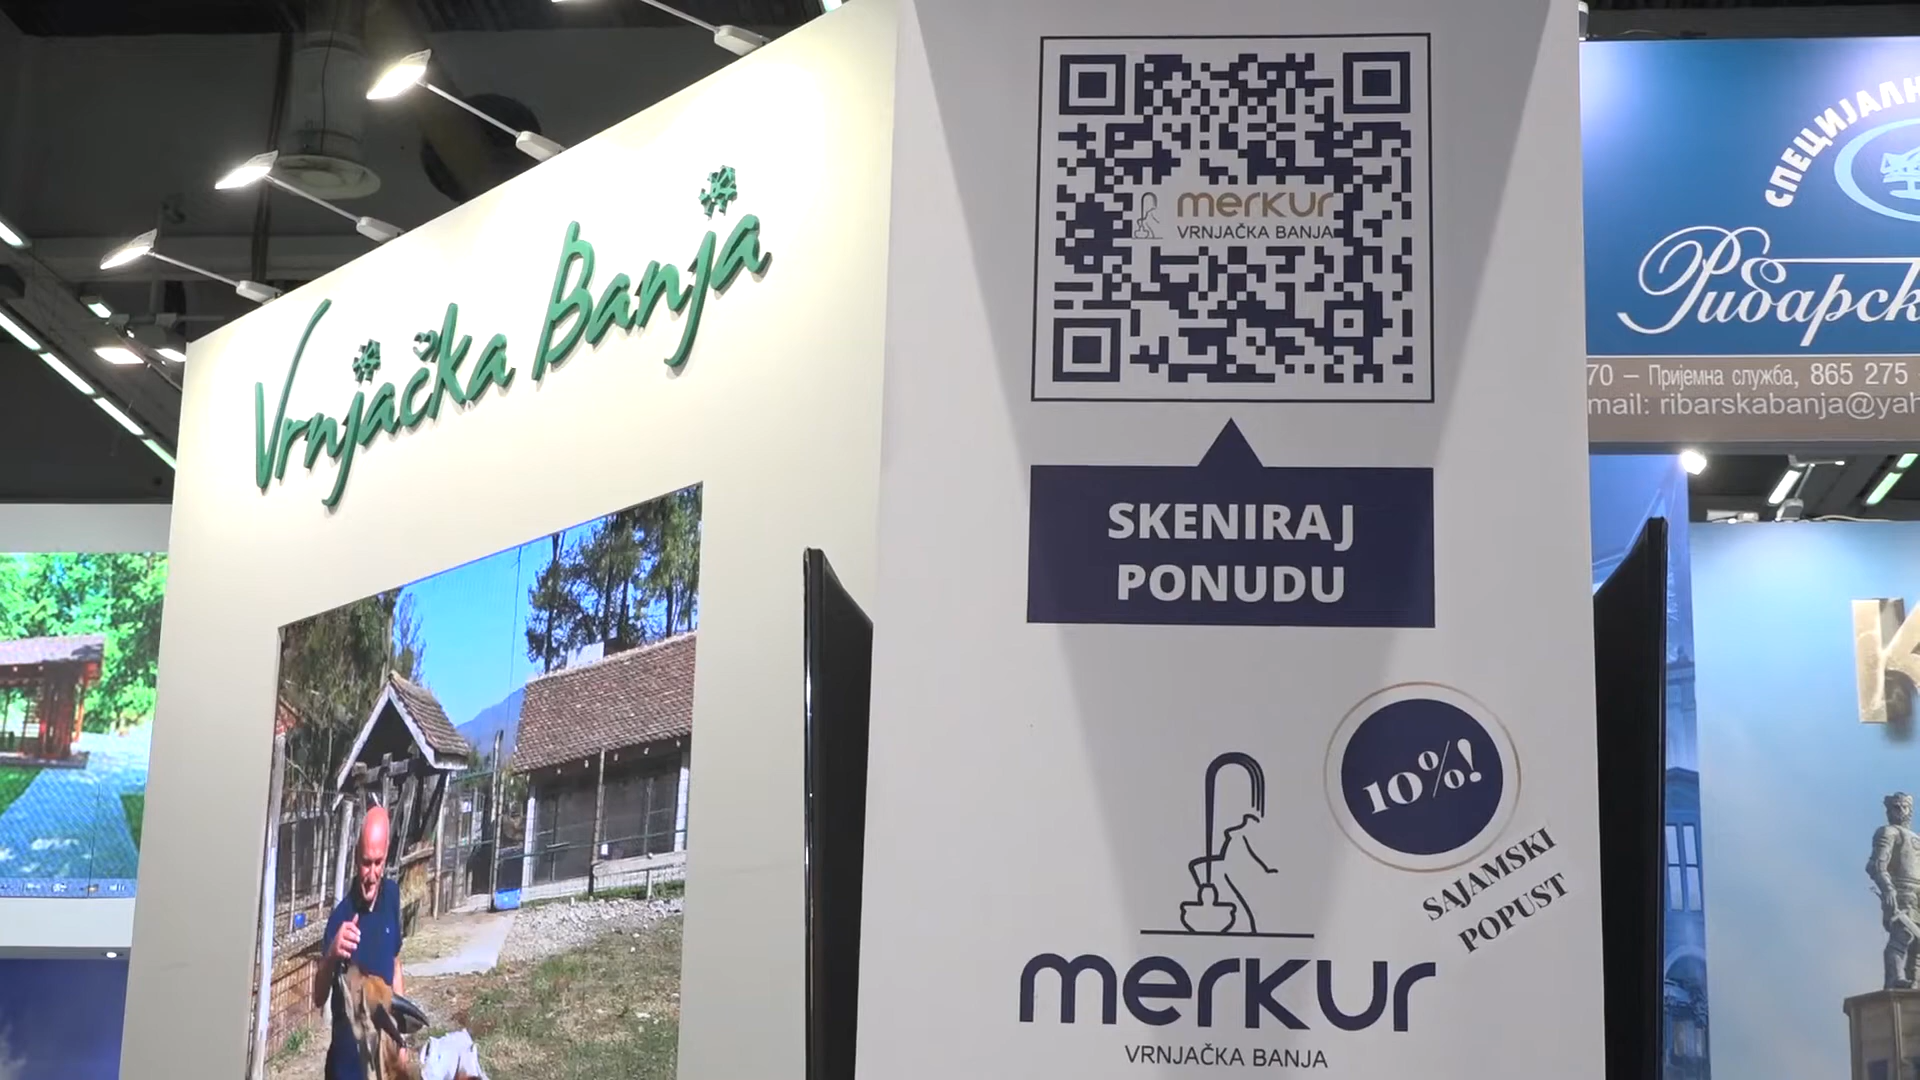 Vrnjačka Banja
merkur
VRNJAČKA BANJA
SKENIRAJ
PONUDU
10%!
SAJAMSKI
POPUST
merkur
VRNJAČKA BANJA
Рибарск
70 – Пријемна служба, 865 275
mail: ribarskabanja@yah
К